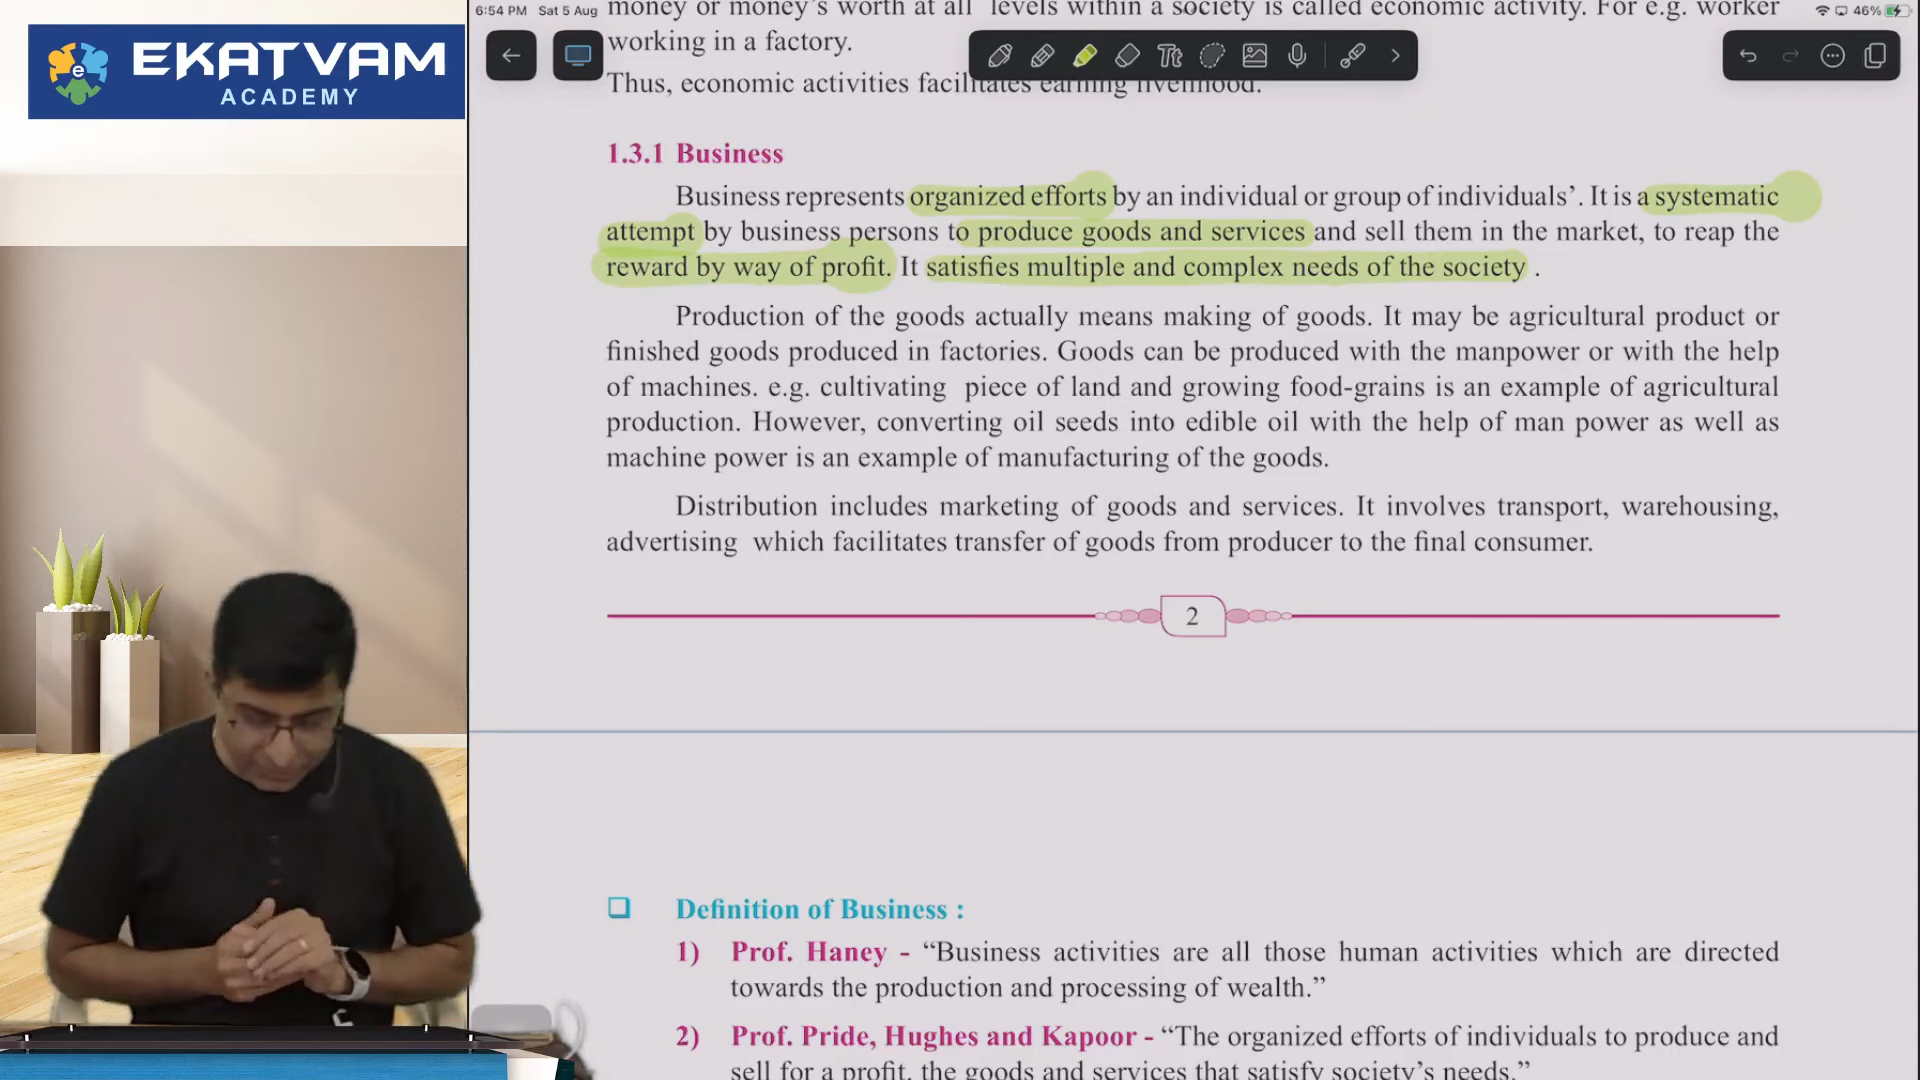 6:54 PM Sat 5 Aug
46%
EKATVAM
ACADEMY
money or money's worth at all levels within a society is called economic activity. For e.g. worker
working in a factory.
Thus, economic activities facilitates earning livelihood.
1.3.1 Business
Business represents organized efforts by an individual or group of individuals’. It is a systematic
attempt by business persons to produce goods and services and sell them in the market, to reap the
reward by way of profit. It satisfies multiple and complex needs of the society .
Production of the goods actually means making of goods. It may be agricultural product or
finished goods produced in factories. Goods can be produced with the manpower or with the help
of machines. e.g. cultivating piece of land and growing food-grains is an example of agricultural
production. However, converting oil seeds into edible oil with the help of man power as well as
machine power is an example of manufacturing of the goods.
Distribution includes marketing of goods and services. It involves transport, warehousing,
advertising which facilitates transfer of goods from producer to the final consumer.
2
❑ Definition of Business :
1) Prof. Haney - “Business activities are all those human activities which are directed
towards the production and processing of wealth.”
2) Prof. Pride, Hughes and Kapoor - “The organized efforts of individuals to produce and
sell for a profit, the goods and services that satisfy society’s needs.”